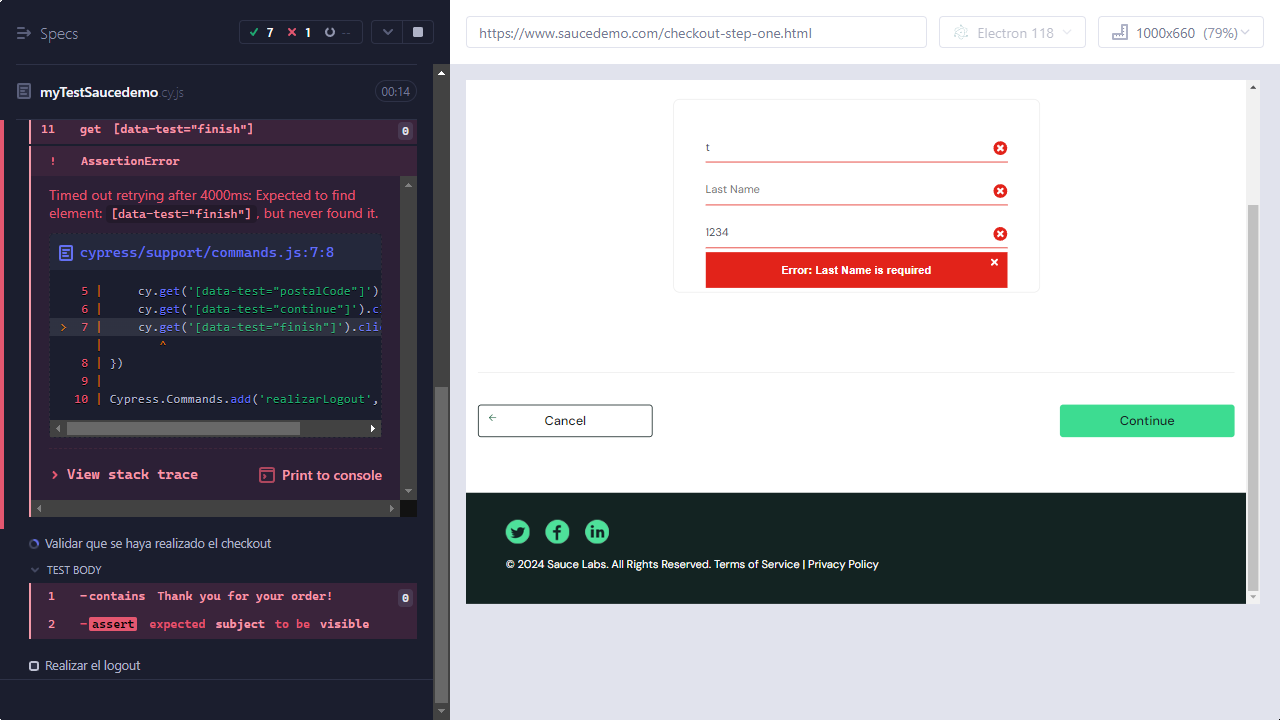 Specs
7 1 --
myTestSaucedemo.cy.js 00:14
11 get [data-test="finish"] 0
! AssertionError
Timed out retrying after 4000ms: Expected to find
element: [data-test="finish"], but never found it.
cypress/support/commands.js:7:8
5 | cy.get('[data-test="postalCode"]')
6 | cy.get('[data-test="continue"]').c
> 7 | cy.get('[data-test="finish"]').clic
| ^
8 | })
9 |
10 | Cypress.Commands.add('realizarLogout',
> View stack trace Print to console
Validar que se haya realizado el checkout
TEST BODY
1 -contains Thank you for your order! 0
2 -assert expected subject to be visible
Realizar el logout
https://www.saucedemo.com/checkout-step-one.html
Electron 118
1000x660 (79%)
t
Last Name
1234
Error: Last Name is required
Cancel
Continue
© 2024 Sauce Labs. All Rights Reserved. Terms of Service | Privacy Policy